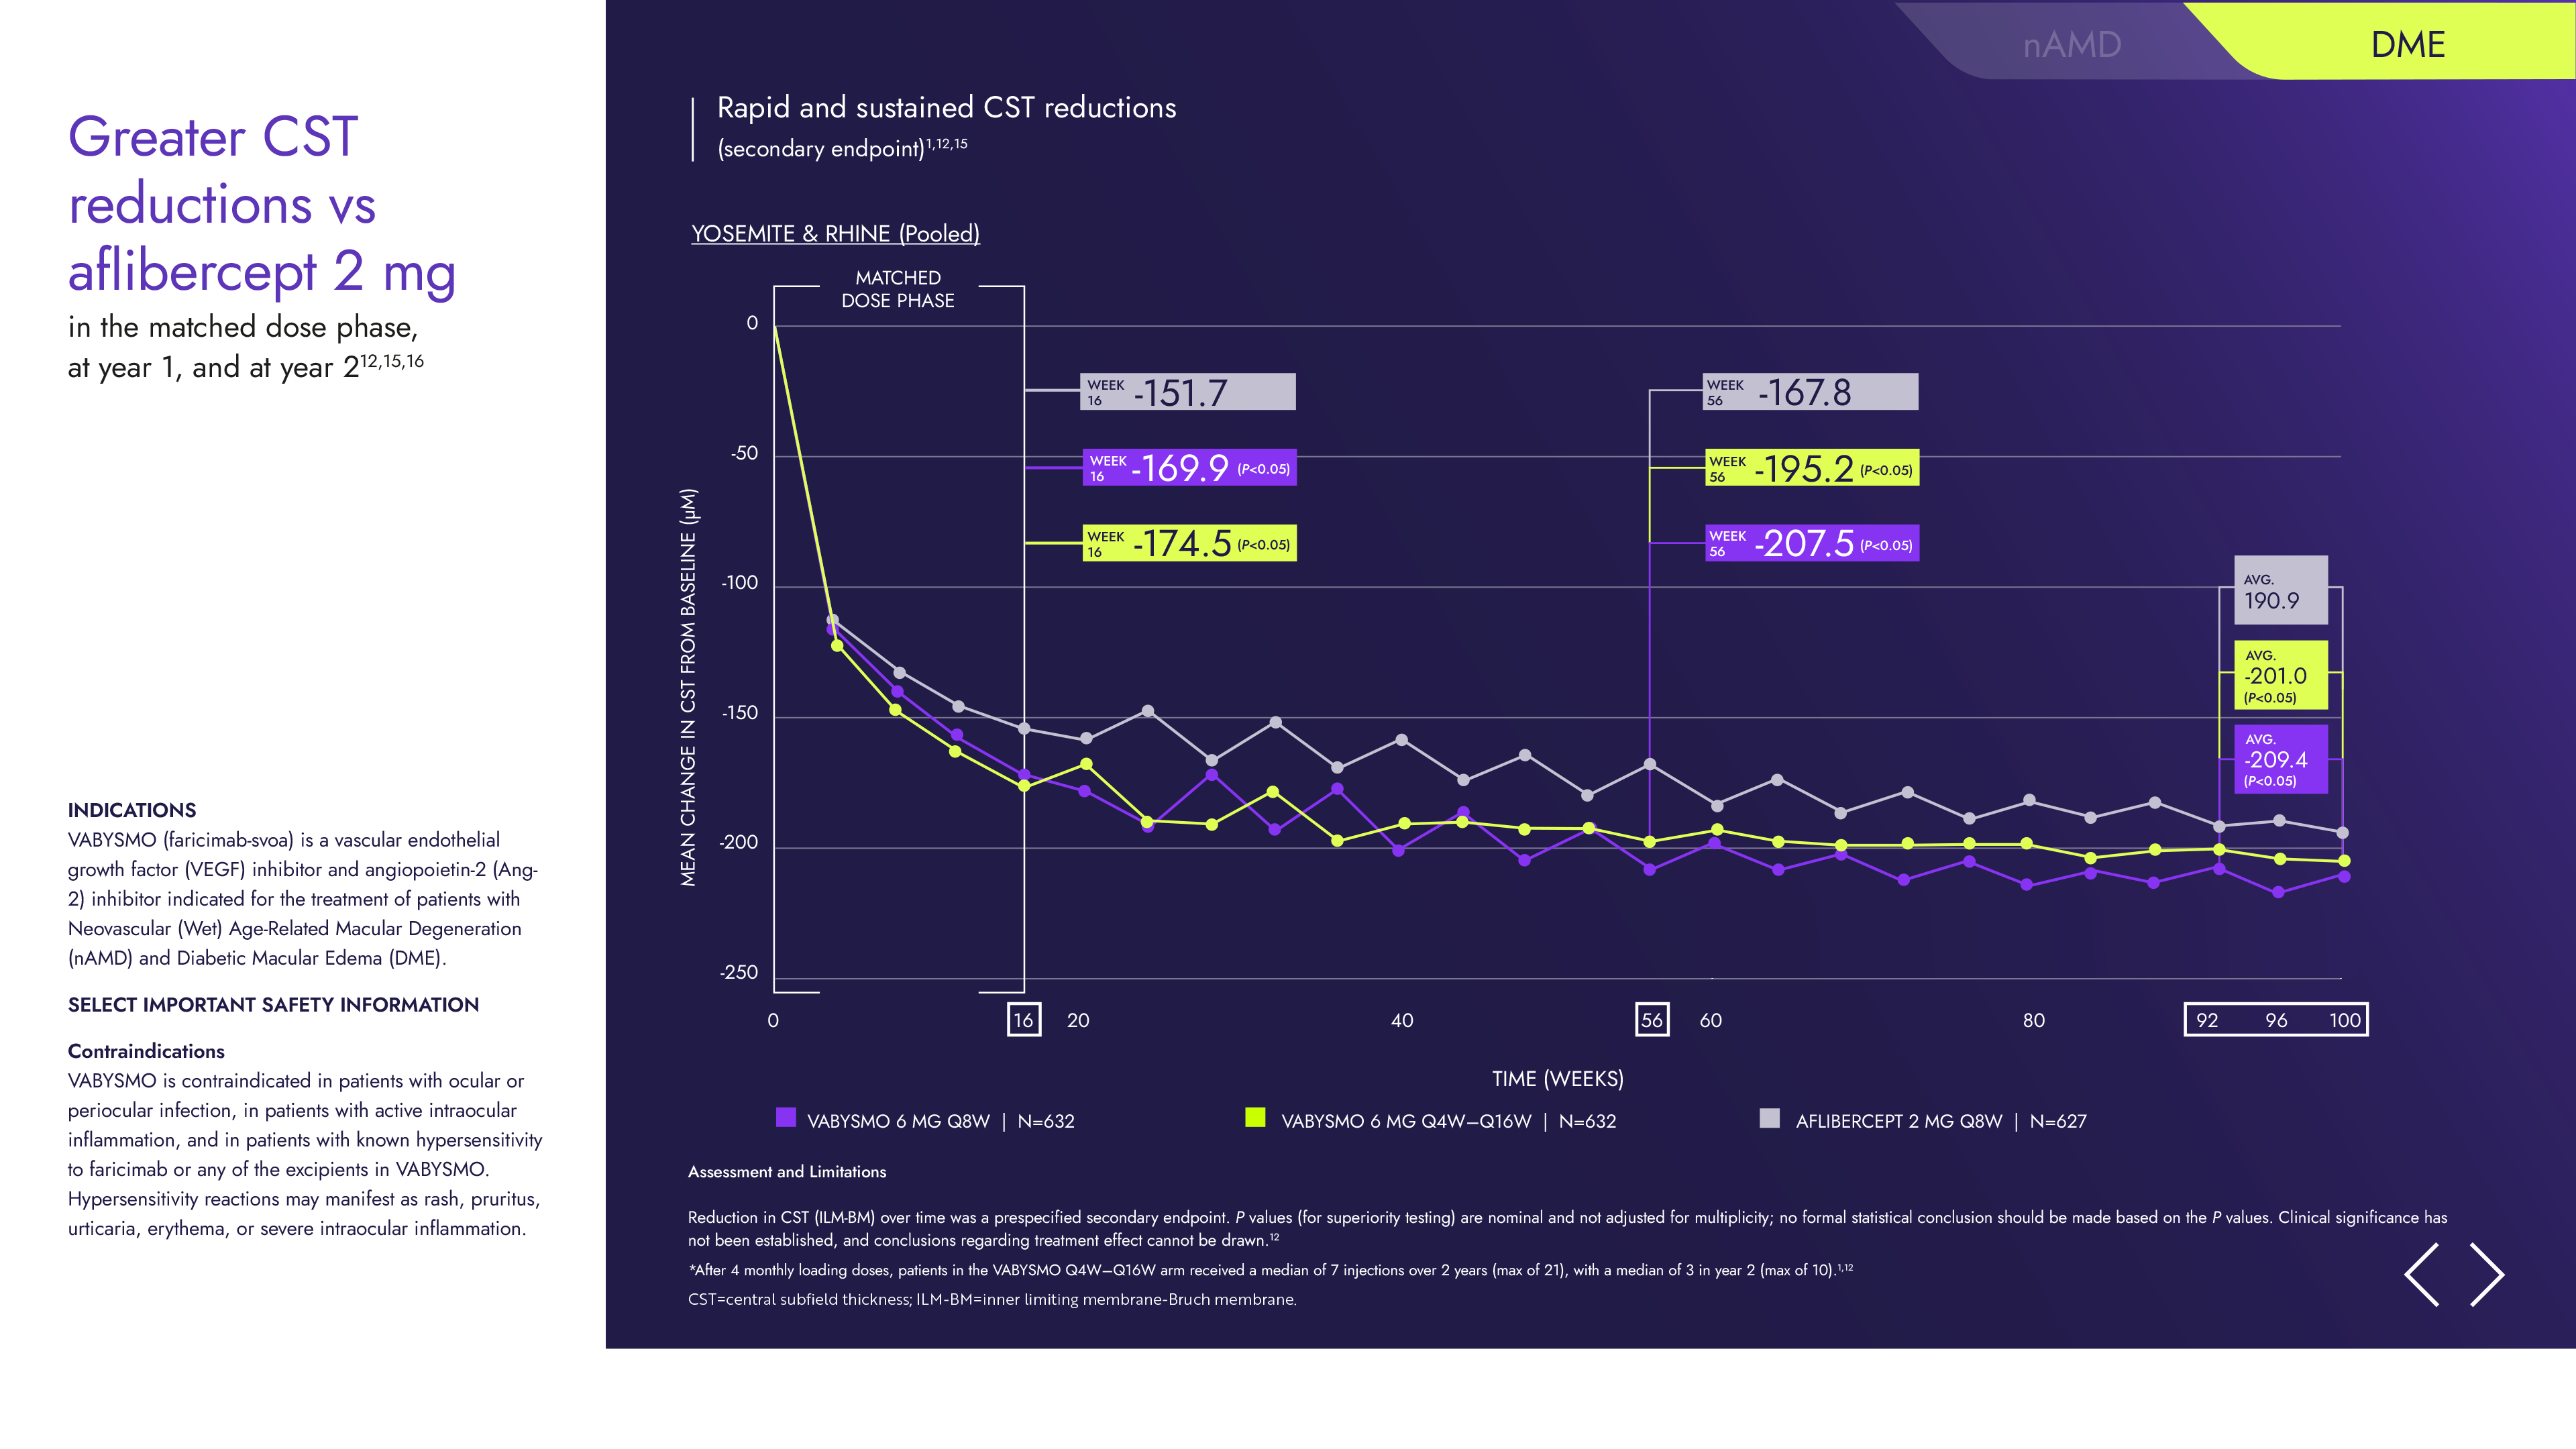 Greater CST
reductions vs
aflibercept 2 mg
in the matched dose phase,
at year 1, and at year 2¹²,¹⁵,¹⁶
INDICATIONS
VABYSMO (faricimab-svoa) is a vascular endothelial
growth factor (VEGF) inhibitor and angiopoietin-2 (Ang-
2) inhibitor indicated for the treatment of patients with
Neovascular (Wet) Age-Related Macular Degeneration
(nAMD) and Diabetic Macular Edema (DME).
SELECT IMPORTANT SAFETY INFORMATION
Contraindications
VABYSMO is contraindicated in patients with ocular or
periocular infection, in patients with active intraocular
inflammation, and in patients with known hypersensitivity
to faricimab or any of the excipients in VABYSMO.
Hypersensitivity reactions may manifest as rash, pruritus,
urticaria, erythema, or severe intraocular inflammation.
nAMD
DME
Rapid and sustained CST reductions
(secondary endpoint)¹,¹²,¹⁵
YOSEMITE & RHINE (Pooled)
MATCHED
DOSE PHASE
MEAN CHANGE IN CST FROM BASELINE (µM)
0
-50
-100
-150
-200
-250
WEEK 16 -151.7
WEEK 16 -169.9 (P<0.05)
WEEK 16 -174.5 (P<0.05)
WEEK 56 -167.8
WEEK 56 -195.2 (P<0.05)
WEEK 56 -207.5 (P<0.05)
AVG.
190.9
AVG.
-201.0
(P<0.05)
AVG.
-209.4
(P<0.05)
0 16 20 40 56 60 80 92 96 100
TIME (WEEKS)
VABYSMO 6 MG Q8W | N=632
VABYSMO 6 MG Q4W–Q16W | N=632
AFLIBERCEPT 2 MG Q8W | N=627
Assessment and Limitations
Reduction in CST (ILM-BM) over time was a prespecified secondary endpoint. P values (for superiority testing) are nominal and not adjusted for multiplicity; no formal statistical conclusion should be made based on the P values. Clinical significance has
not been established, and conclusions regarding treatment effect cannot be drawn.¹²
*After 4 monthly loading doses, patients in the VABYSMO Q4W–Q16W arm received a median of 7 injections over 2 years (max of 21), with a median of 3 in year 2 (max of 10).¹,¹²
CST=central subfield thickness; ILM-BM=inner limiting membrane-Bruch membrane.